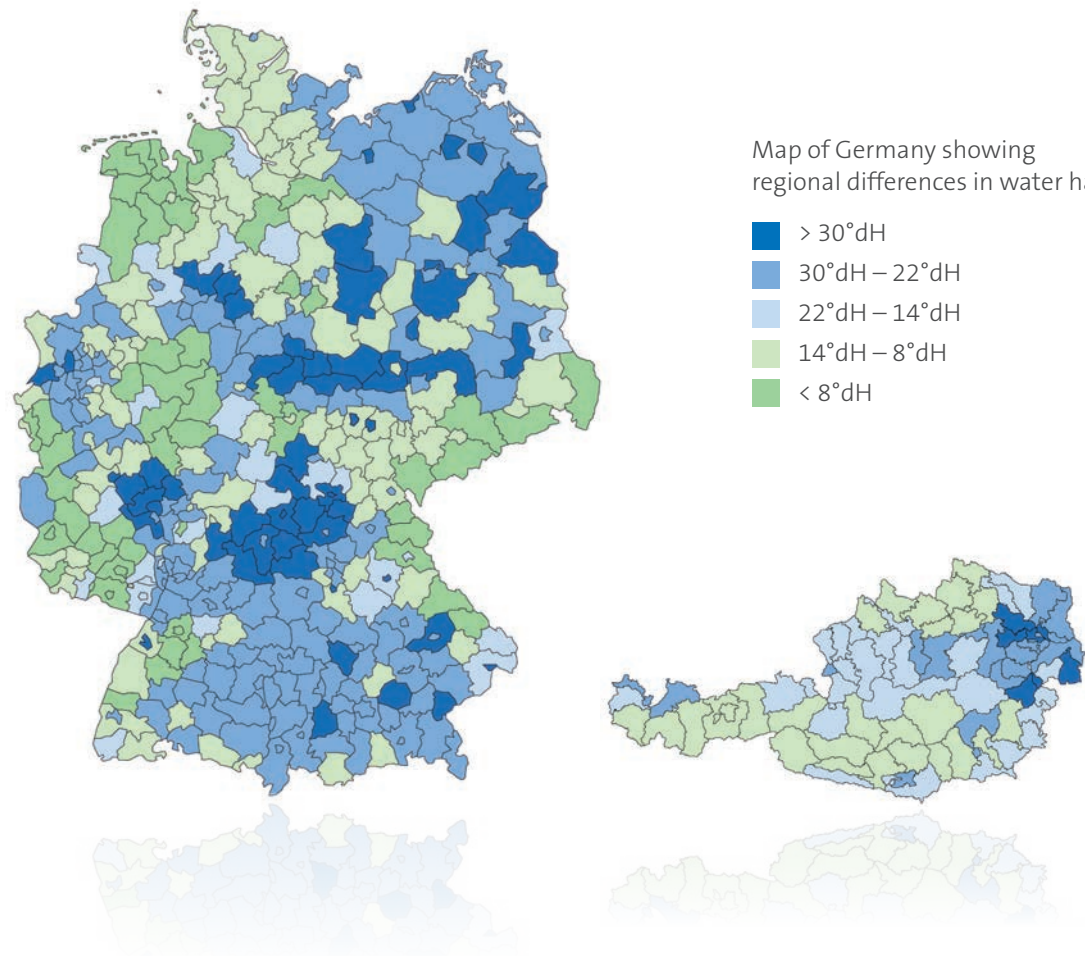 Map of Germany showing
regional differences in water ha
> 30°dH
30°dH – 22°dH
22°dH – 14°dH
14°dH – 8°dH
< 8°dH